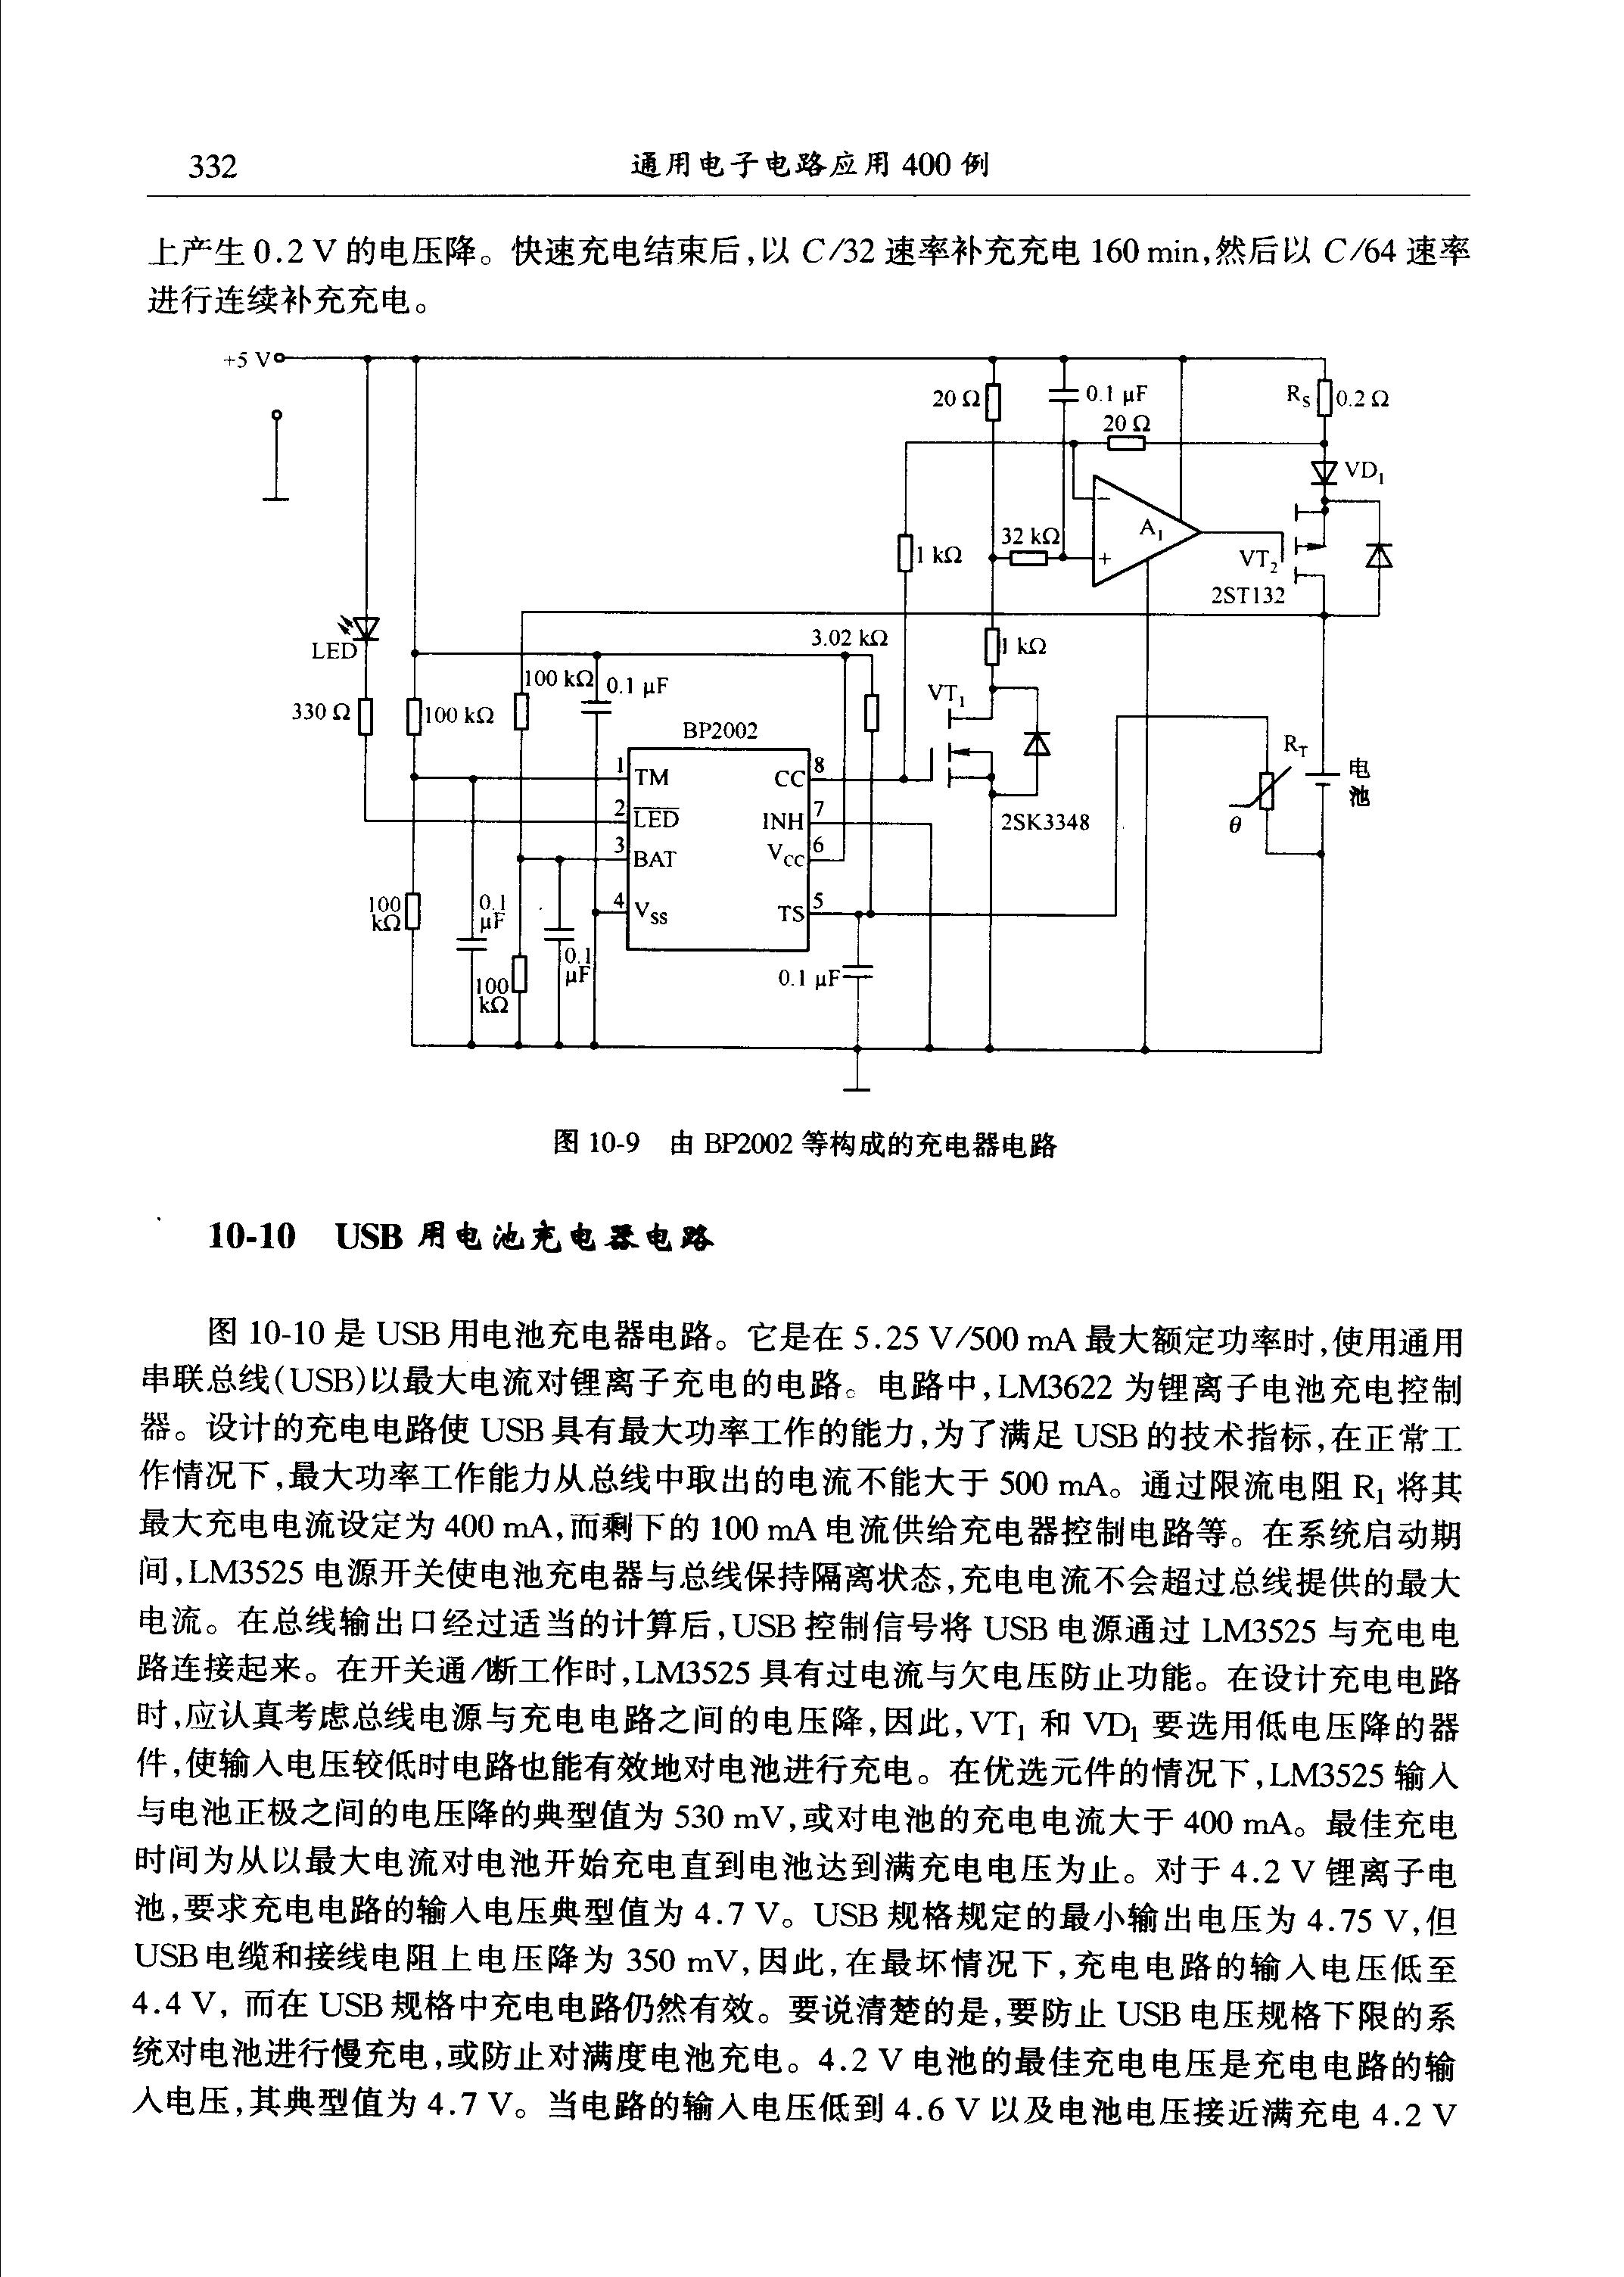 332 通用电子电路应用 400 例
上产生 0.2 V 的电压降。快速充电结束后,以 C/32 速率补充充电 160 min,然后以 C/64 速率
进行连续补充充电。
+5 V
20 Ω
0.1 μF
20 Ω
R_S
0.2 Ω
VD₁
1 kΩ
32 kΩ
−
+
A₁
VT₂
2ST132
LED
3.02 kΩ
1 kΩ
330 Ω
100 kΩ
100 kΩ
0.1 μF
VT₁
BP2002
R_T
电
池
1 TM
CC 8
2 L̅E̅D̅
INH 7
3 BAT
V_CC 6
4 V_SS
TS 5
2SK3348
θ
100
kΩ
0.1
μF
0.1
μF
100
kΩ
0.1 μF
图 10-9 由 BP2002 等构成的充电器电路
10-10 USB 用电池充电器电路
图 10-10 是 USB 用电池充电器电路。它是在 5.25 V/500 mA 最大额定功率时,使用通用
串联总线(USB)以最大电流对锂离子充电的电路。电路中,LM3622 为锂离子电池充电控制
器。设计的充电电路使 USB 具有最大功率工作的能力,为了满足 USB 的技术指标,在正常工
作情况下,最大功率工作能力从总线中取出的电流不能大于 500 mA。通过限流电阻 R₁ 将其
最大充电电流设定为 400 mA,而剩下的 100 mA 电流供给充电器控制电路等。在系统启动期
间,LM3525 电源开关使电池充电器与总线保持隔离状态,充电电流不会超过总线提供的最大
电流。在总线输出口经过适当的计算后,USB 控制信号将 USB 电源通过 LM3525 与充电电
路连接起来。在开关通/断工作时,LM3525 具有过电流与欠电压防止功能。在设计充电电路
时,应认真考虑总线电源与充电电路之间的电压降,因此,VT₁ 和 VD₁ 要选用低电压降的器
件,使输入电压较低时电路也能有效地对电池进行充电。在优选元件的情况下,LM3525 输入
与电池正极之间的电压降的典型值为 530 mV,或对电池的充电电流大于 400 mA。最佳充电
时间为从以最大电流对电池开始充电直到电池达到满充电电压为止。对于 4.2 V 锂离子电
池,要求充电电路的输入电压典型值为 4.7 V。USB 规格规定的最小输出电压为 4.75 V,但
USB 电缆和接线电阻上电压降为 350 mV,因此,在最坏情况下,充电电路的输入电压低至
4.4 V, 而在 USB 规格中充电电路仍然有效。要说清楚的是,要防止 USB 电压规格下限的系
统对电池进行慢充电,或防止对满度电池充电。4.2 V 电池的最佳充电电压是充电电路的输
入电压,其典型值为 4.7 V。当电路的输入电压低到 4.6 V 以及电池电压接近满充电 4.2 V